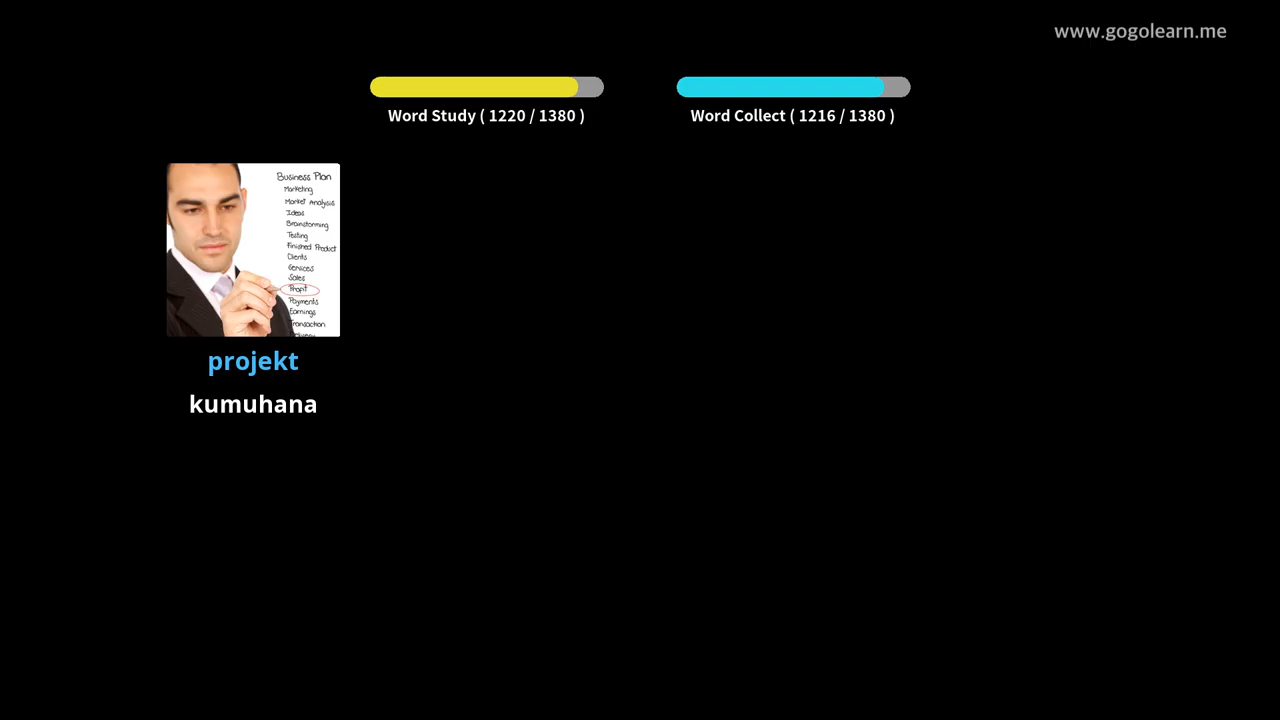 www.gogolearn.me
Word Study ( 1220 / 1380 )
Word Collect ( 1216 / 1380 )
Business Plan
Marketing
Market Analysis
Ideas
Brainstorming
Testing
Finished Product
Clients
Services
Sales
Profit
Payments
Earnings
Transaction
Delivery
projekt
kumuhana